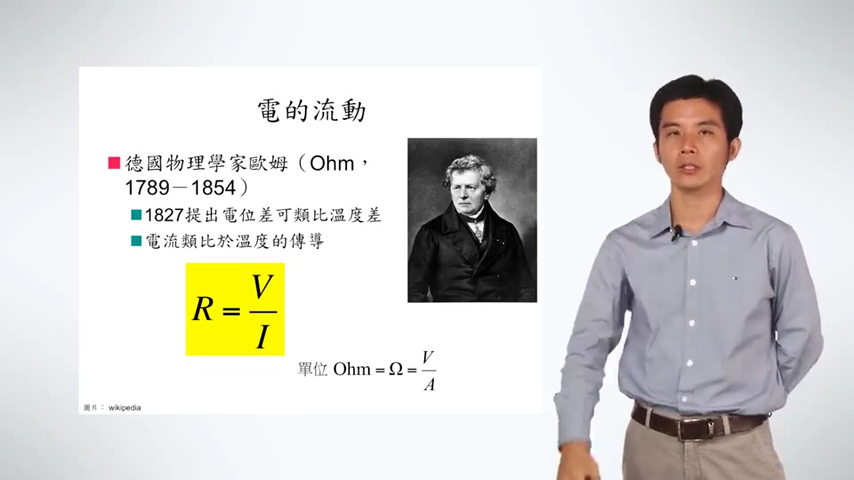 電的流動
德國物理學家歐姆（Ohm，
1789－1854）
1827提出電位差可類比溫度差
電流類比於溫度的傳導
R = V/I
單位 Ohm = Ω = V/A
圖片： wikipedia